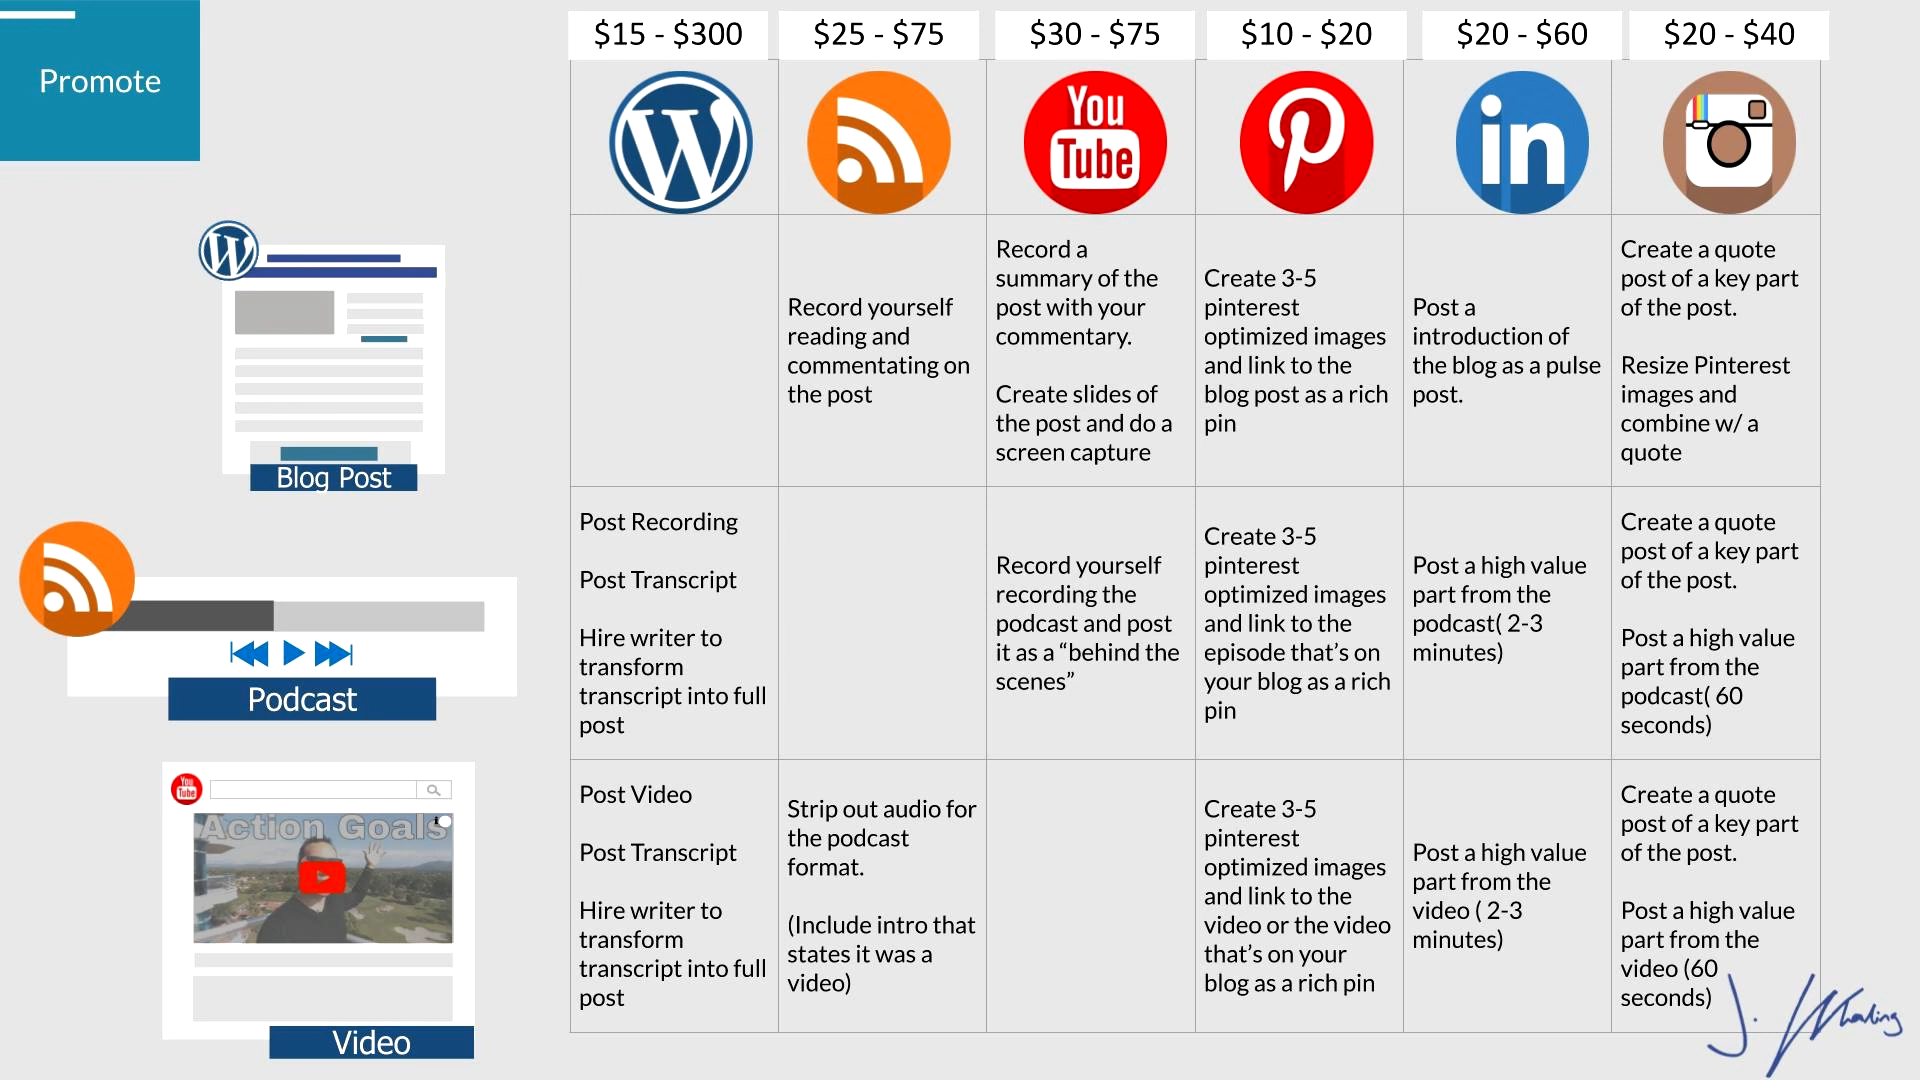 Promote
$15 - $300
$25 - $75
$30 - $75
$10 - $20
$20 - $60
$20 - $40
You
Tube
in
Blog Post
Record yourself
reading and
commentating on
the post
Record a
summary of the
post with your
commentary.
Create slides of
the post and do a
screen capture
Create 3-5
pinterest
optimized images
and link to the
blog post as a rich
pin
Post a
introduction of
the blog as a pulse
post.
Create a quote
post of a key part
of the post.
Resize Pinterest
images and
combine w/ a
quote
Podcast
Post Recording
Post Transcript
Hire writer to
transform
transcript into full
post
Record yourself
recording the
podcast and post
it as a “behind the
scenes”
Create 3-5
pinterest
optimized images
and link to the
episode that’s on
your blog as a rich
pin
Post a high value
part from the
podcast( 2-3
minutes)
Create a quote
post of a key part
of the post.
Post a high value
part from the
podcast( 60
seconds)
You
Tube
Action Goals
Video
Post Video
Post Transcript
Hire writer to
transform
transcript into full
post
Strip out audio for
the podcast
format.
(Include intro that
states it was a
video)
Create 3-5
pinterest
optimized images
and link to the
video or the video
that’s on your
blog as a rich pin
Post a high value
part from the
video ( 2-3
minutes)
Create a quote
post of a key part
of the post.
Post a high value
part from the
video (60
seconds)